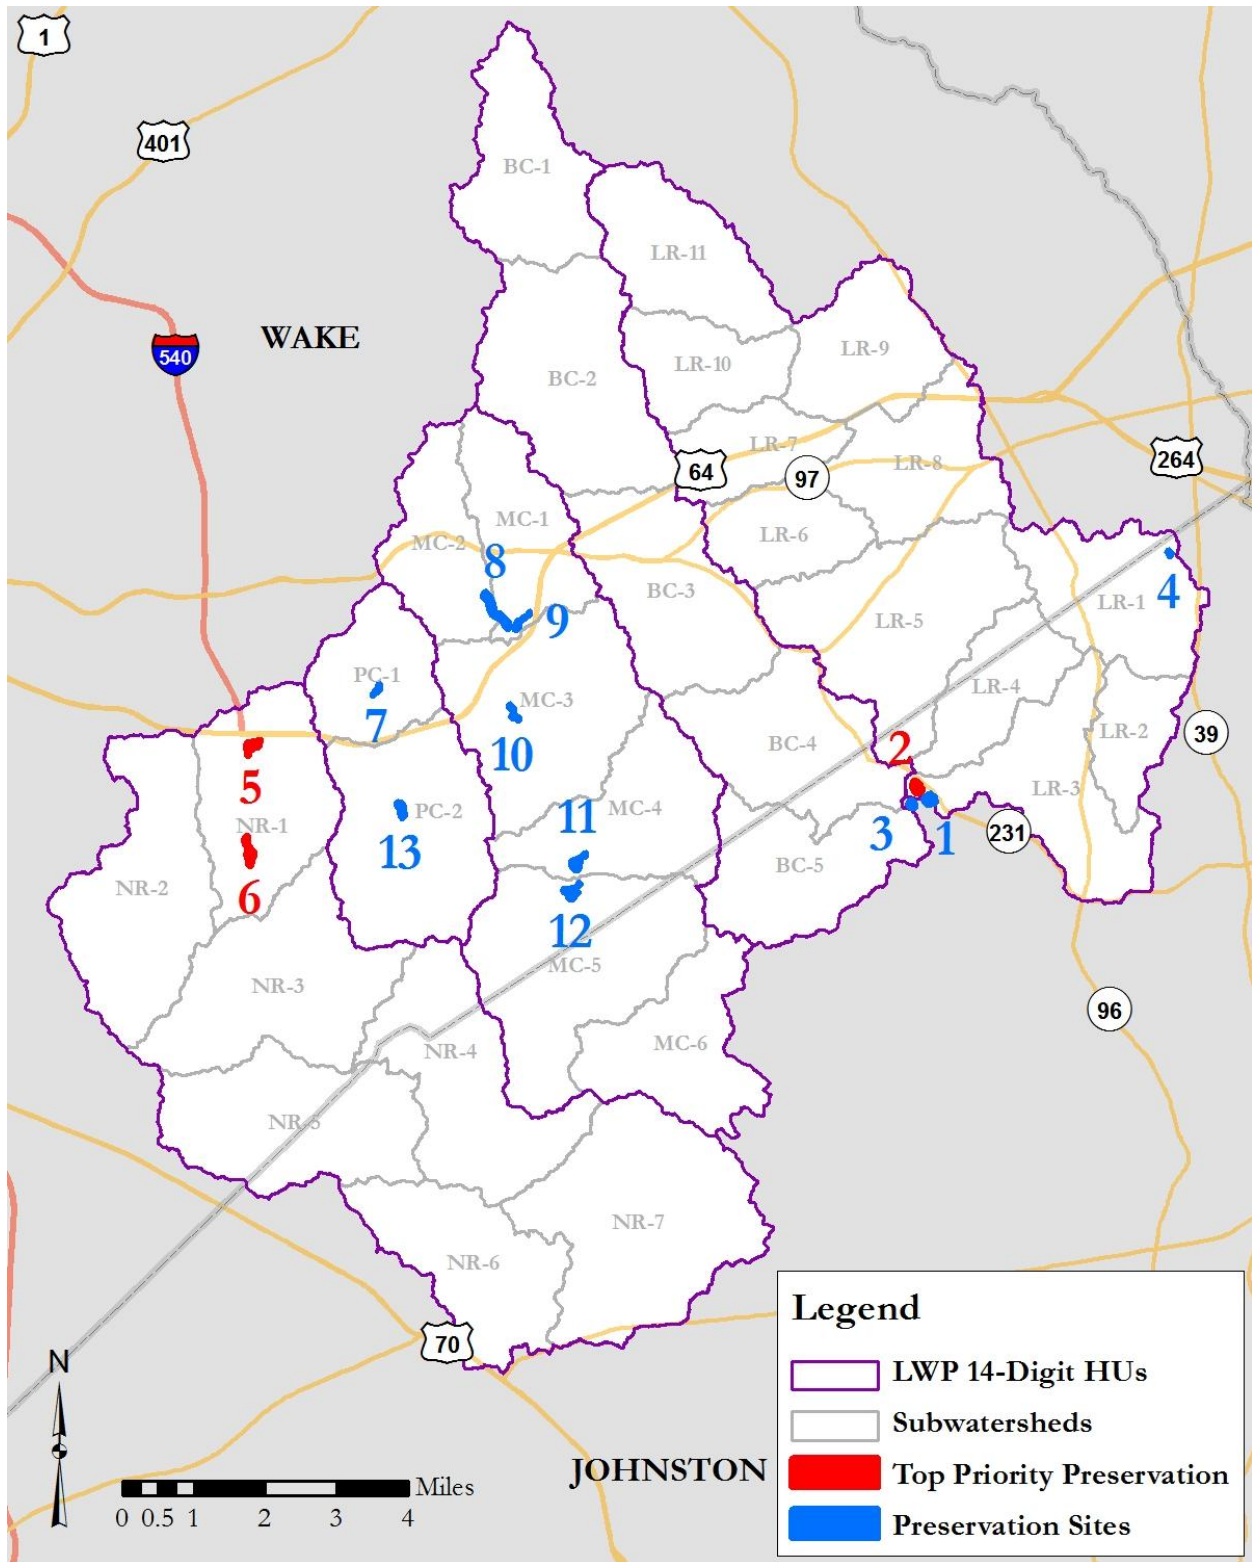 1
401
BC-1
LR-11
540
WAKE
LR-9
LR-10
BC-2
LR-7
64
97
LR-8
264
MC-1
MC-2
LR-6
8
BC-3
4
LR-1
9
LR-5
PC-1
LR-4
7
MC-3
10
BC-4
2
LR-2
39
5
LR-3
NR-1
PC-2
11
MC-4
13
3
1
231
BC-5
6
NR-2
12
MC-5
NR-3
96
NR-4
MC-6
NR-5
NR-7
NR-6
70
N
JOHNSTON
Miles
0 0.5 1 2 3 4
Legend
LWP 14-Digit HUs
Subwatersheds
Top Priority Preservation
Preservation Sites